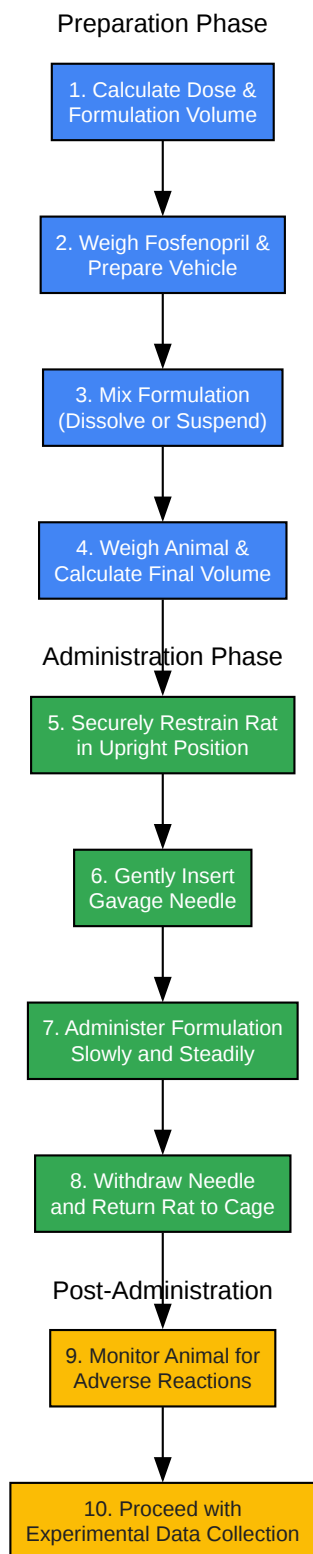 Preparation Phase
1. Calculate Dose &
Formulation Volume
2. Weigh Fosfenopril &
Prepare Vehicle
3. Mix Formulation
(Dissolve or Suspend)
4. Weigh Animal &
Calculate Final Volume
Administration Phase
5. Securely Restrain Rat
in Upright Position
6. Gently Insert
Gavage Needle
7. Administer Formulation
Slowly and Steadily
8. Withdraw Needle
and Return Rat to Cage
Post-Administration
9. Monitor Animal for
Adverse Reactions
10. Proceed with
Experimental Data Collection